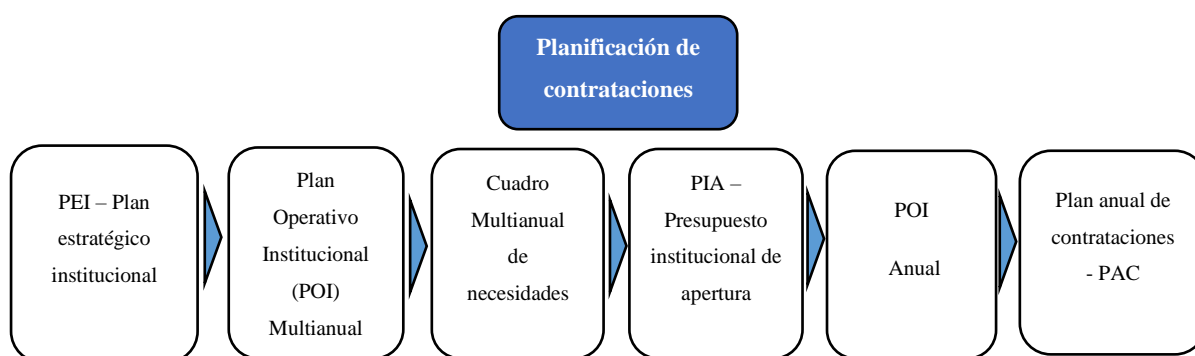 Planificación de
contrataciones
PEI – Plan
estratégico
institucional
Plan
Operativo
Institucional
(POI)
Multianual
Cuadro
Multianual
de
necesidades
PIA –
Presupuesto
institucional de
apertura
POI
Anual
Plan anual de
contrataciones
- PAC